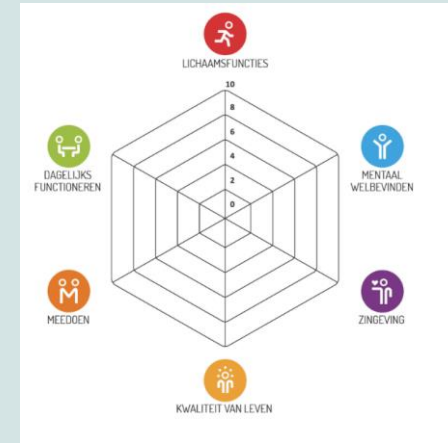 LICHAAMSFUNCTIES
10
8
6
4
2
0
DAGELIJKS
FUNCTIONEREN
MENTAAL
WELBEVINDEN
MEEDOEN
ZINGEVING
KWALITEIT VAN LEVEN